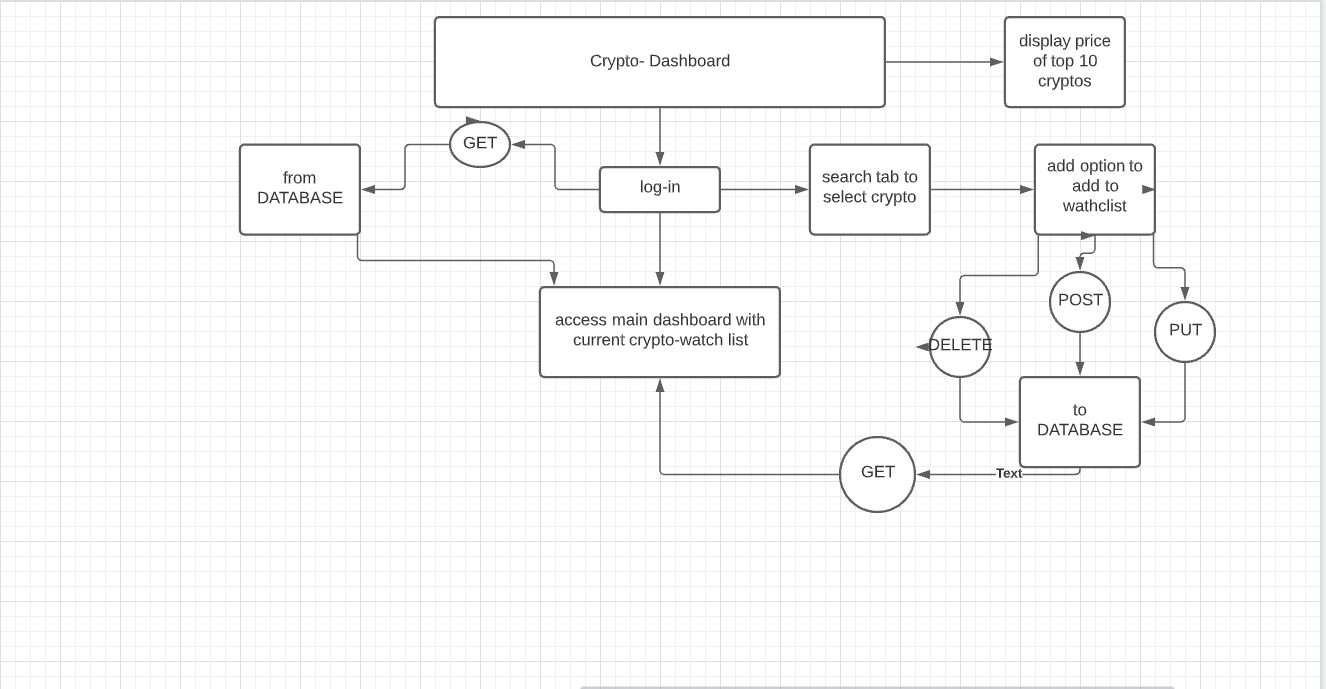 Crypto- Dashboard
display price
of top 10
cryptos
GET
from
DATABASE
log-in
search tab to
select crypto
add option to
add to
wathclist
access main dashboard with
current crypto-watch list
DELETE
POST
PUT
to
DATABASE
GET
Text